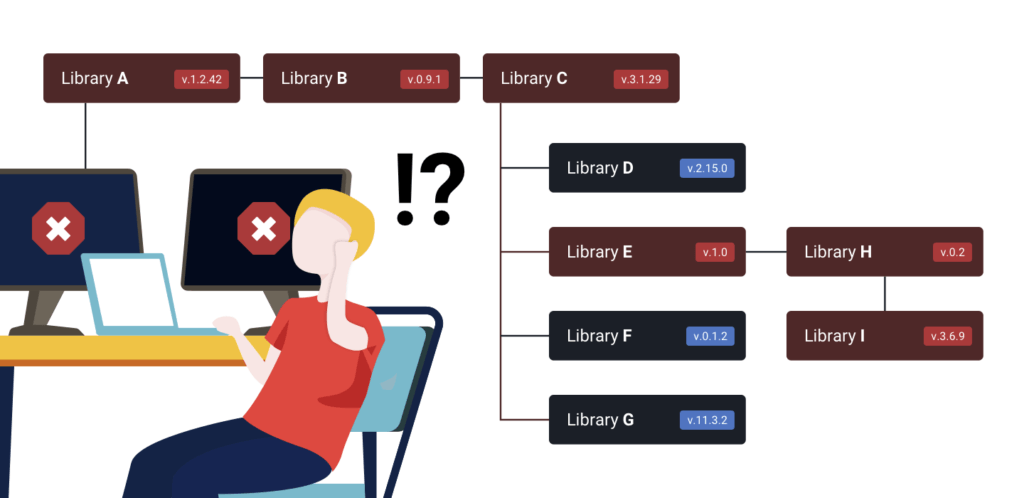 Library A v.1.2.42
Library B v.0.9.1
Library C v.3.1.29
!?
Library D v.2.15.0
Library E v.1.0
Library H v.0.2
Library F v.0.1.2
Library I v.3.6.9
Library G v.11.3.2